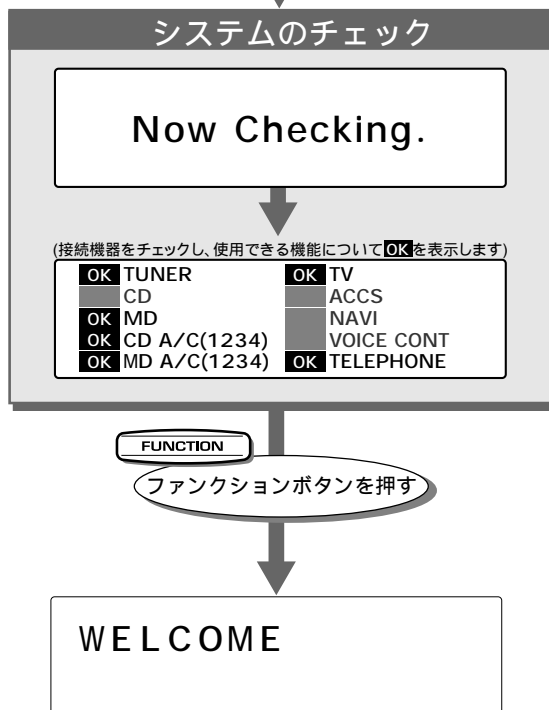 システムのチェック
Now Checking.
(接続機器をチェックし、使用できる機能についてOKを表示します)
OK TUNER OK TV
CD ACCS
OK MD NAVI
OK CD A/C(1234) VOICE CONT
OK MD A/C(1234) OK TELEPHONE
FUNCTION
ファンクションボタンを押す
WELCOME